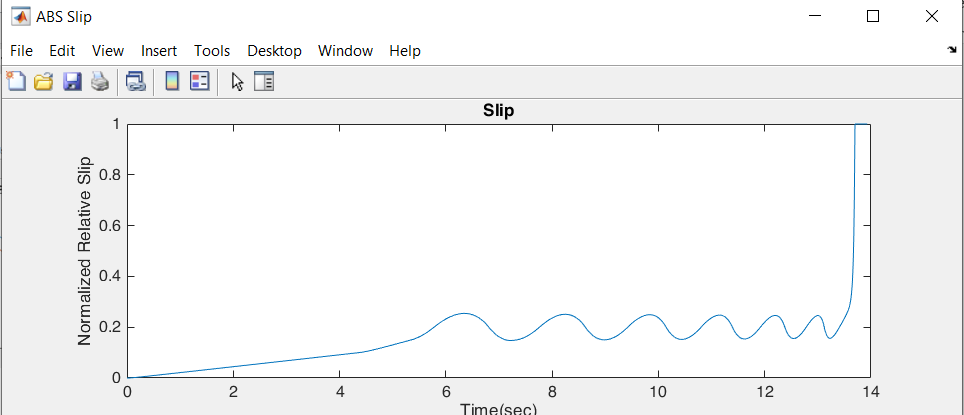 ABS Slip
File Edit View Insert Tools Desktop Window Help
Slip
Normalized Relative Slip
1
0.8
0.6
0.4
0.2
0
0 2 4 6 8 10 12 14
Time(sec)